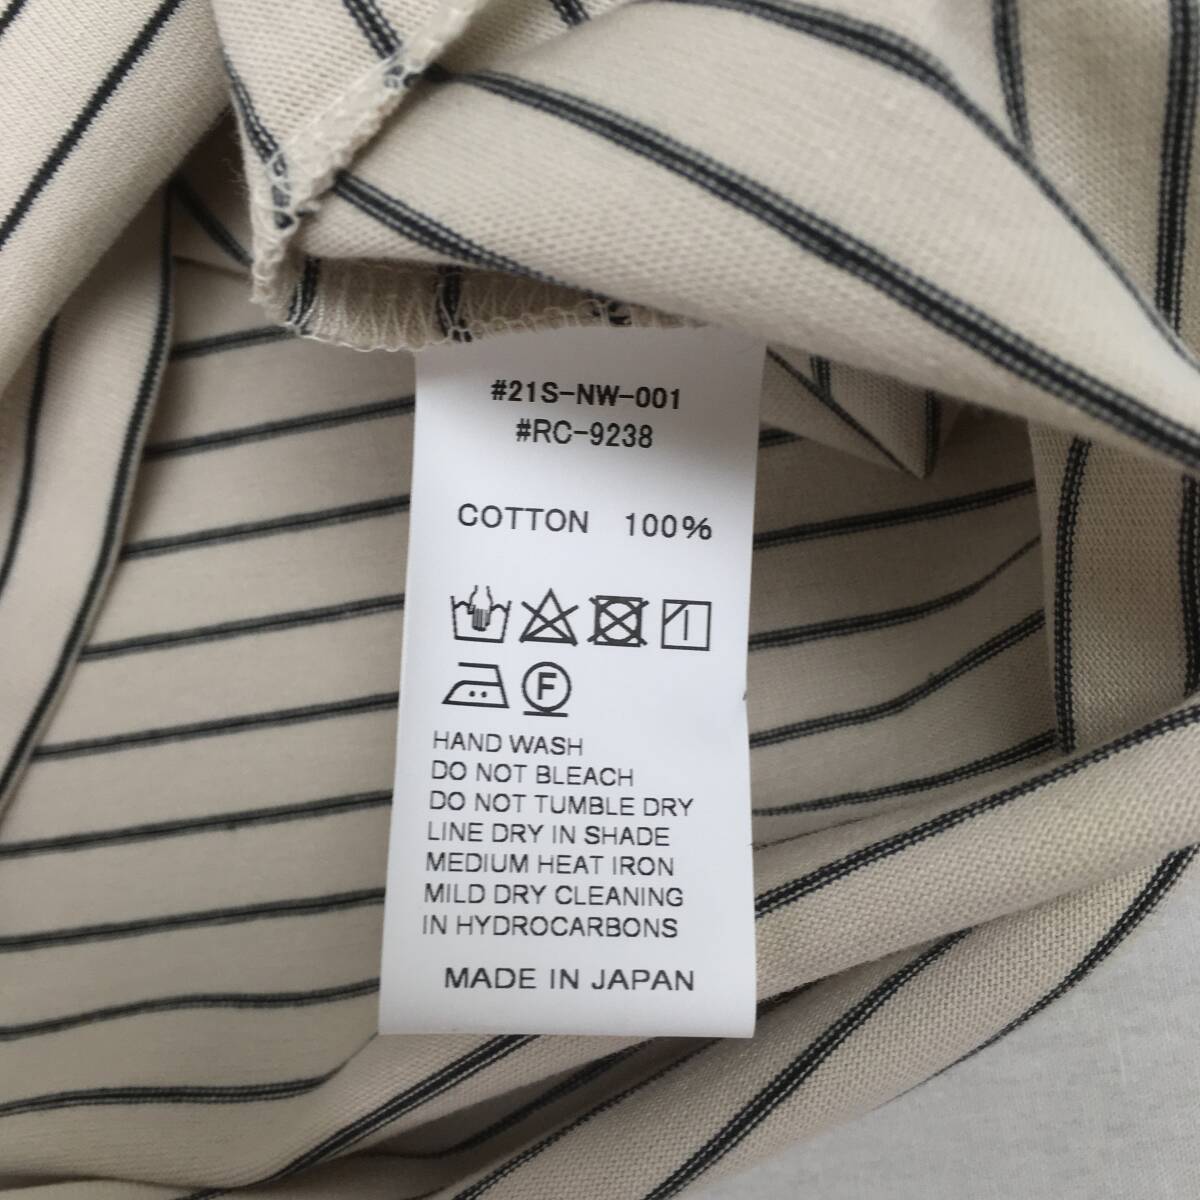 #21S-NW-001
#RC-9238
COTTON 100%
F
HAND WASH
DO NOT BLEACH
DO NOT TUMBLE DRY
LINE DRY IN SHADE
MEDIUM HEAT IRON
MILD DRY CLEANING
IN HYDROCARBONS
MADE IN JAPAN